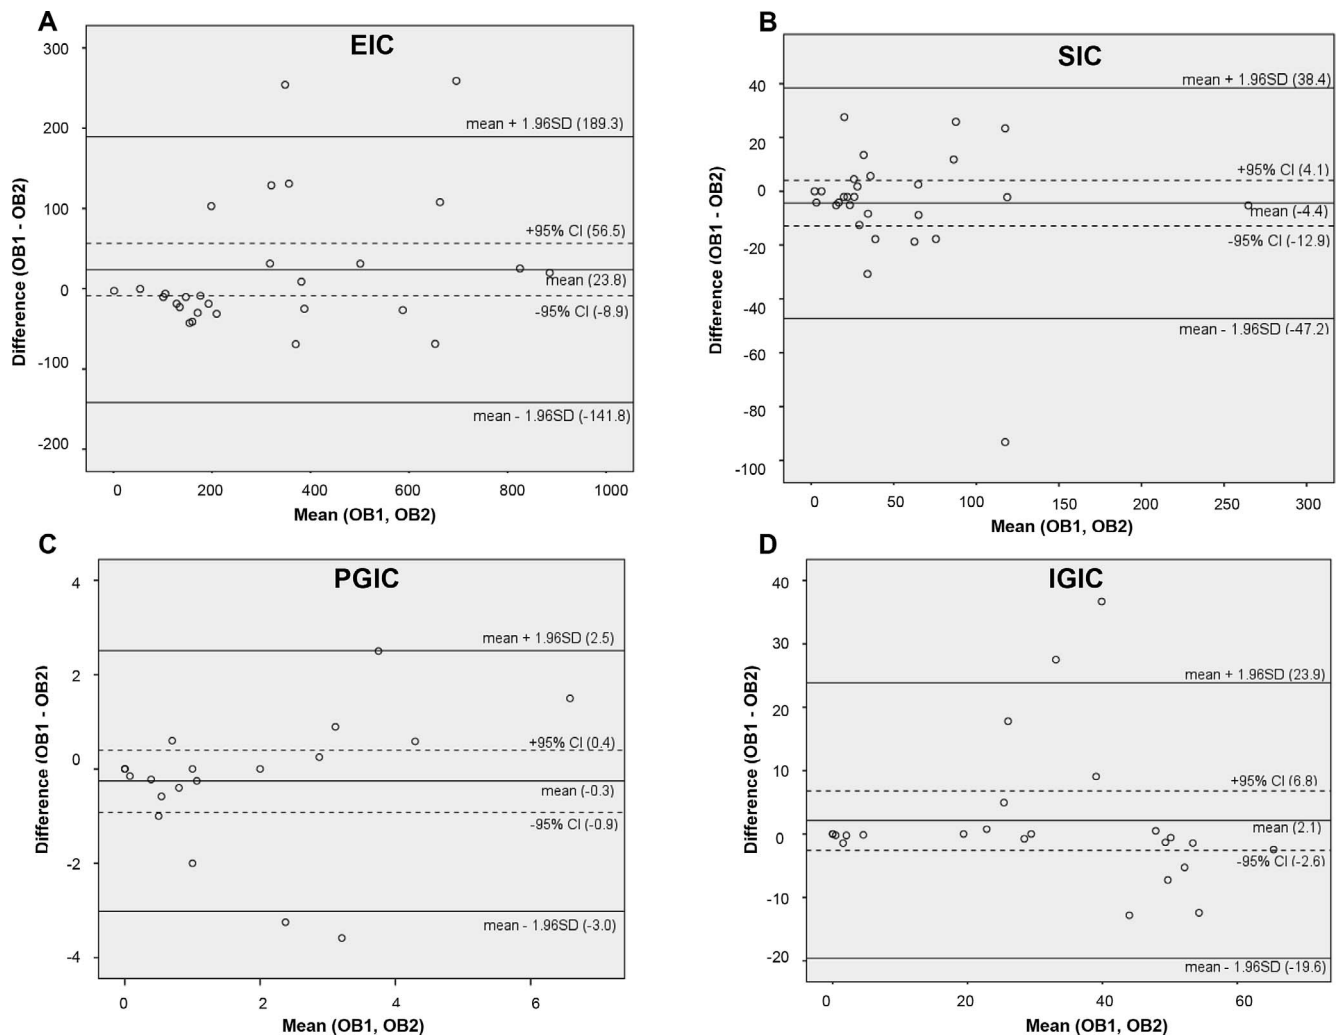 A
EIC
300
200
100
0
-100
-200
mean + 1.96SD (189.3)
+95% CI (56.5)
mean (23.8)
-95% CI (-8.9)
mean - 1.96SD (-141.8)
Difference (OB1 - OB2)
0 200 400 600 800 1000
Mean (OB1, OB2)
B
SIC
40
20
0
-20
-40
-60
-80
-100
mean + 1.96SD (38.4)
+95% CI (4.1)
mean (-4.4)
-95% CI (-12.9)
mean - 1.96SD (-47.2)
Difference (OB1 - OB2)
0 50 100 150 200 250 300
Mean (OB1, OB2)
C
PGIC
4
2
0
-2
-4
mean + 1.96SD (2.5)
+95% CI (0.4)
mean (-0.3)
-95% CI (-0.9)
mean - 1.96SD (-3.0)
Difference (OB1 - OB2)
0 2 4 6
Mean (OB1, OB2)
D
IGIC
40
30
20
10
0
-10
-20
mean + 1.96SD (23.9)
+95% CI (6.8)
mean (2.1)
-95% CI (-2.6)
mean - 1.96SD (-19.6)
Difference (OB1 - OB2)
0 20 40 60
Mean (OB1, OB2)